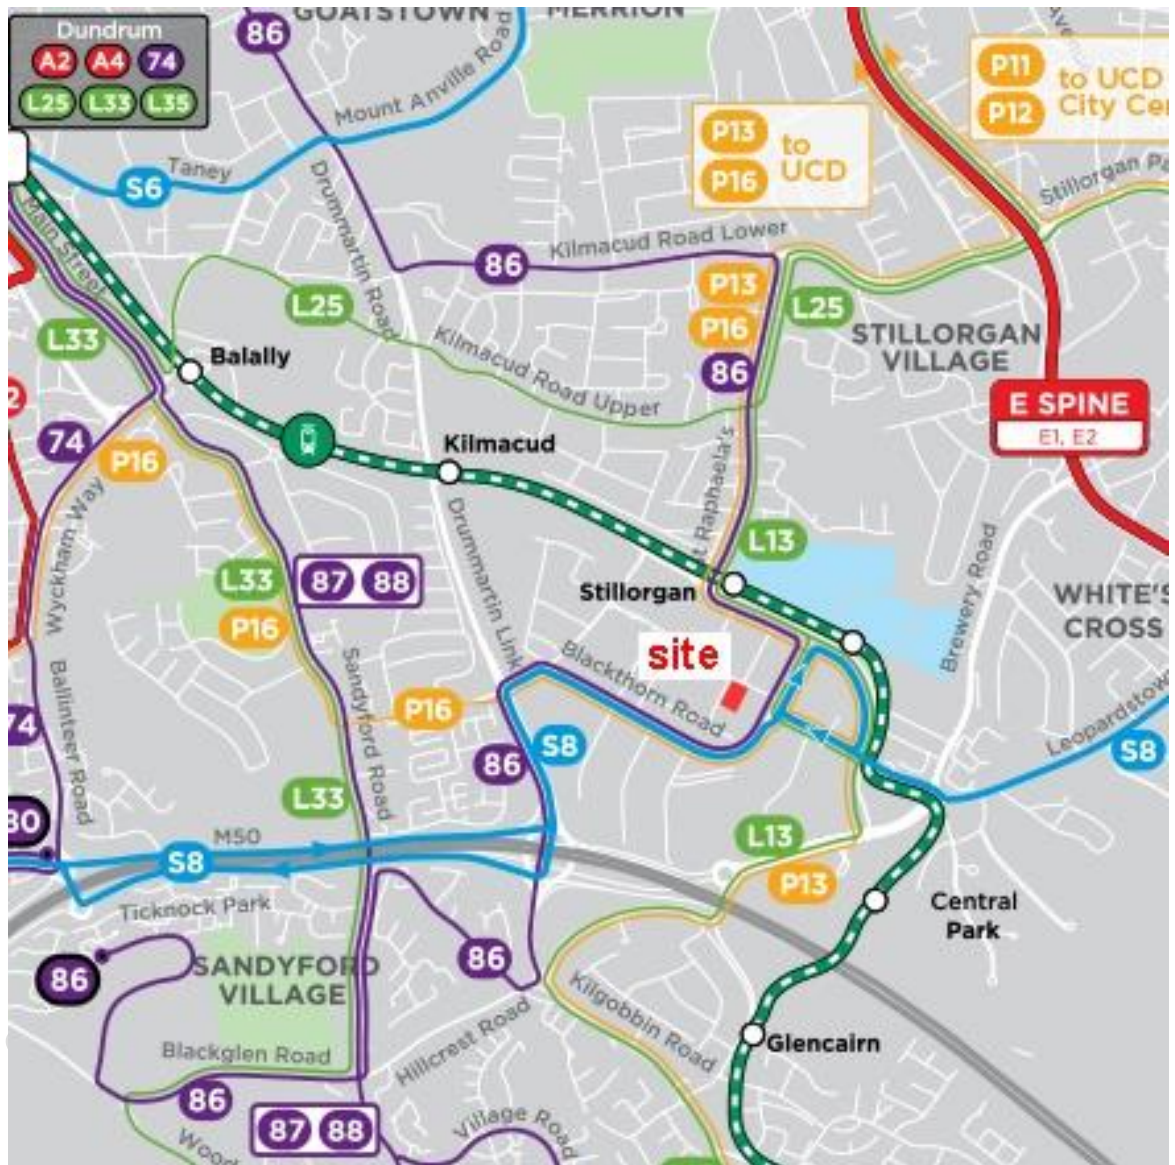 GOATSTOWN
MERRION
Dundrum
A2 A4 74
L25 L33 L35
86
Mount Anville Road
P11
P12
to UCD
P13
P16
to
UCD
Taney
S6
Main Street
Drummartin Road
86
Kilmacud Road Lower
P13
P16
86
L25
L25
L33
Balally
Kilmacud Road Upper
STILLORGAN
VILLAGE
E SPINE
E1, E2
74
P16
Kilmacud
Wyckham Way
Drummartin Link
L13
L33
87 88
P16
Stillorgan
Brewery Road
WHITE'S
CROSS
site
Blackthorn Road
Ballinteer Road
Sandyford Road
P16
86
S8
74
S8
L33
M50
S8
L13
P13
Ticknock Park
Central
Park
86
86
SANDYFORD
VILLAGE
Kilgobbin Road
Hillcrest Road
Glencairn
Blackglen Road
86
87 88
Village Road